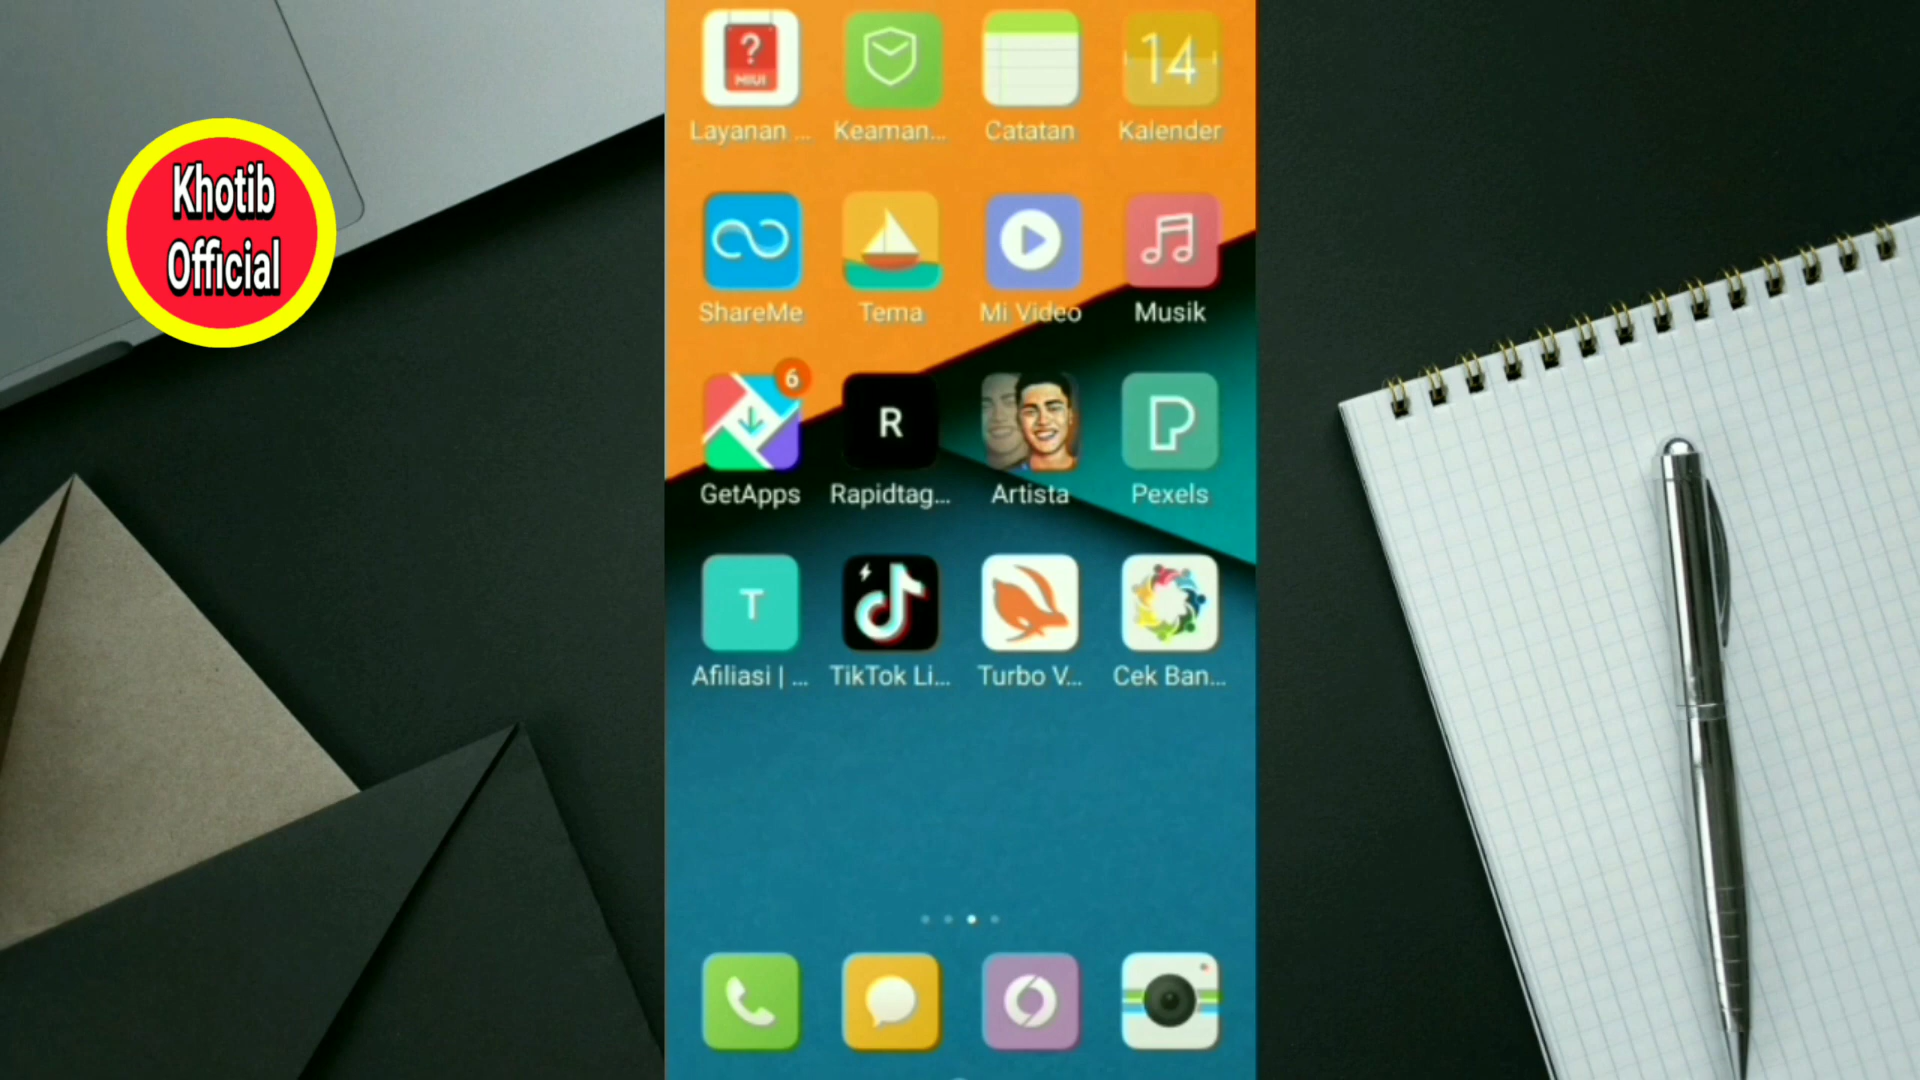 Khotib
Official
?
MIUI
14
Layanan ...
Keaman...
Catatan
Kalender
ShareMe
Tema
Mi Video
Musik
6
R
GetApps
Rapidtag...
Artista
Pexels
T
Afiliasi | ...
TikTok Li...
Turbo V...
Cek Ban...